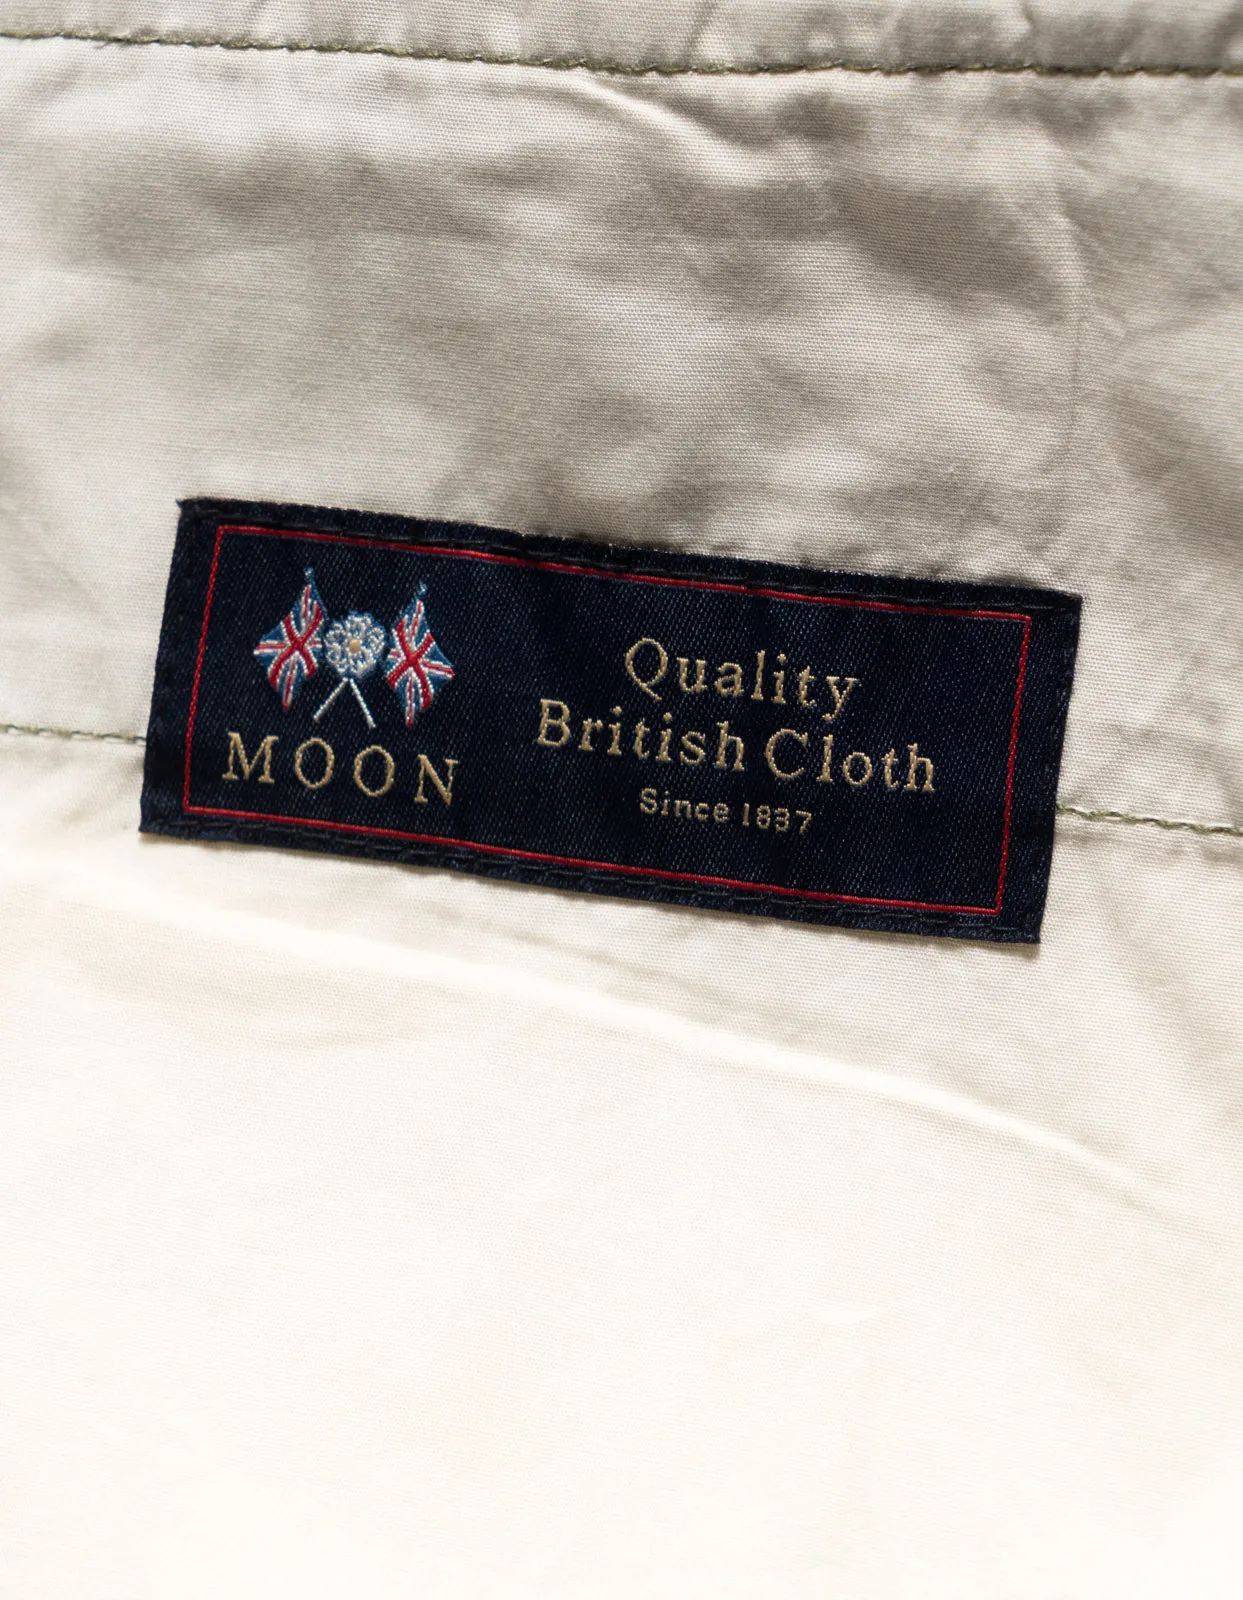 MOON
Quality
British Cloth
Since 1837